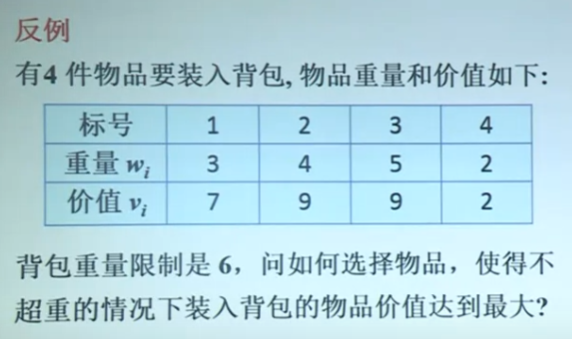 反例
有4 件物品要装入背包, 物品重量和价值如下:
标号 1 2 3 4
重量 wi 3 4 5 2
价值 vi 7 9 9 2
背包重量限制是 6，问如何选择物品，使得不
超重的情况下装入背包的物品价值达到最大?